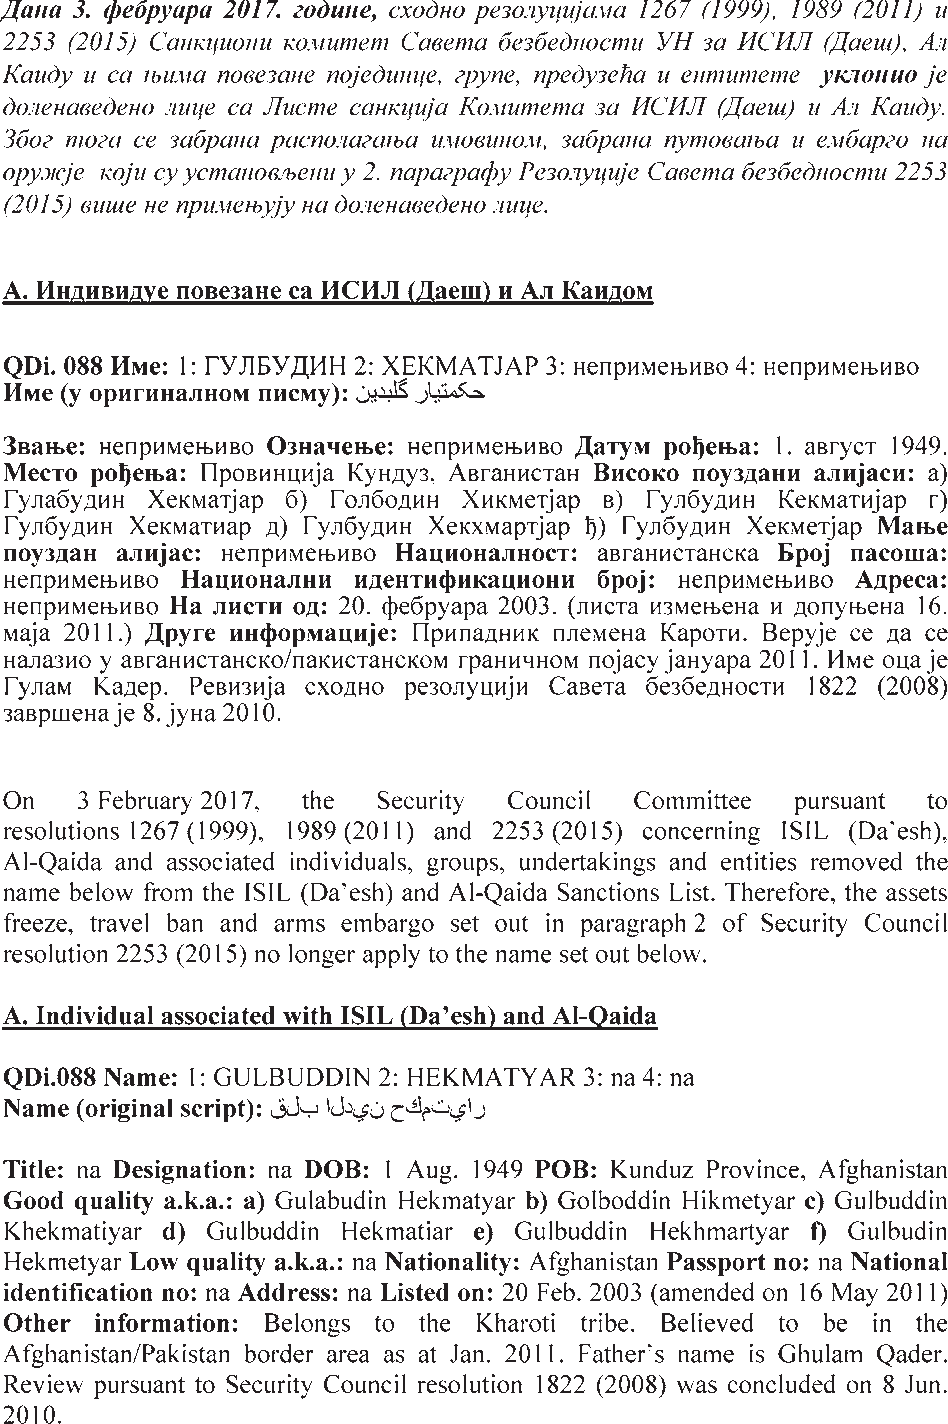 Дана 3. фебруара 2017. године, сходно резолуцијама 1267 (1999), 1989 (2011) и
2253 (2015) Санкциони комитет Савета безбедности УН за ИСИЛ (Даеш), Ал
Каиду и са њима повезане појединце, групе, предузећа и ентитете уклонио је
доленаведено лице са Листе санкција Комитета за ИСИЛ (Даеш) и Ал Каиду.
Због тога се забрана располагања имовином, забрана путовања и ембарго на
оружје који су установљени у 2. параграфу Резолуције Савета безбедности 2253
(2015) више не примењују на доленаведено лице.
А. Индивидуе повезане са ИСИЛ (Даеш) и Ал Каидом
QDi. 088 Име: 1: ГУЛБУДИН 2: ХЕКМАТЈАР 3: непримењиво 4: непримењиво
Име (у оригиналном писму): حکمتیار گلبدین
Звање: непримењиво Означење: непримењиво Датум рођења: 1. август 1949.
Место рођења: Провинција Кундуз, Авганистан Високо поуздани алијаси: а)
Гулабудин Хекматјар б) Голбодин Хикметјар в) Гулбудин Кекматијар г)
Гулбудин Хекматиар д) Гулбудин Хекхмартјар ђ) Гулбудин Хекметјар Мање
поуздан алијас: непримењиво Националност: авганистанска Број пасоша:
непримењиво Национални идентификациони број: непримењиво Адреса:
непримењиво На листи од: 20. фебруара 2003. (листа измењена и допуњена 16.
маја 2011.) Друге информације: Припадник племена Кароти. Верује се да се
налазио у авганистанско/пакистанском граничном појасу јануара 2011. Име оца је
Гулам Кадер. Ревизија сходно резолуцији Савета безбедности 1822 (2008)
завршена је 8. јуна 2010.
On 3 February 2017, the Security Council Committee pursuant to
resolutions 1267 (1999), 1989 (2011) and 2253 (2015) concerning ISIL (Da'esh),
Al-Qaida and associated individuals, groups, undertakings and entities removed the
name below from the ISIL (Da'esh) and Al-Qaida Sanctions List. Therefore, the assets
freeze, travel ban and arms embargo set out in paragraph 2 of Security Council
resolution 2253 (2015) no longer apply to the name set out below.
A. Individual associated with ISIL (Da'esh) and Al-Qaida
QDi.088 Name: 1: GULBUDDIN 2: HEKMATYAR 3: na 4: na
Name (original script): قلب الدين حكمتيار
Title: na Designation: na DOB: 1 Aug. 1949 POB: Kunduz Province, Afghanistan
Good quality a.k.a.: a) Gulabudin Hekmatyar b) Golboddin Hikmetyar c) Gulbuddin
Khekmatiyar d) Gulbuddin Hekmatiar e) Gulbuddin Hekhmartyar f) Gulbudin
Hekmetyar Low quality a.k.a.: na Nationality: Afghanistan Passport no: na National
identification no: na Address: na Listed on: 20 Feb. 2003 (amended on 16 May 2011)
Other information: Belongs to the Kharoti tribe. Believed to be in the
Afghanistan/Pakistan border area as at Jan. 2011. Father's name is Ghulam Qader.
Review pursuant to Security Council resolution 1822 (2008) was concluded on 8 Jun.
2010.